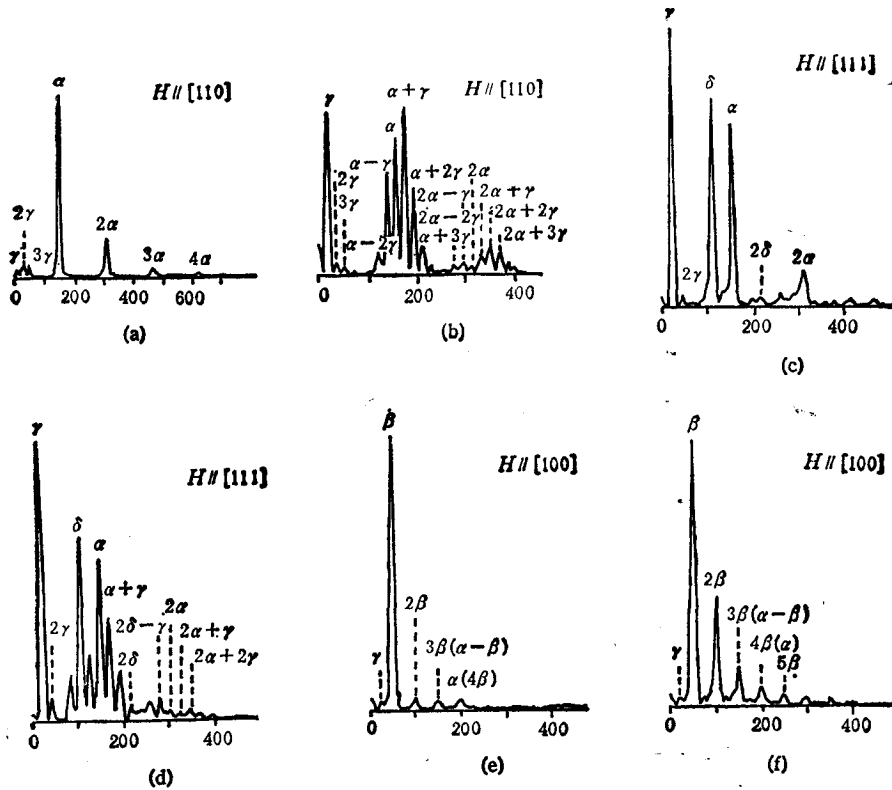 α
H // [110]
2γ
γ
3γ
2α
3α
4α
0
200
400
600
(a)
γ
α+γ
H // [110]
α
α−γ
2γ
3γ
α+2γ
2α
2α−γ
2α+γ
2α−2γ
2α+2γ
α−2γ
α+3γ
2α+3γ
0
200
400
(b)
γ
H // [111]
δ
α
2γ
2δ
2α
0
200
400
(c)
γ
H // [111]
δ
α
α+γ
2γ
2δ−γ
2α
2α+γ
2δ
2α+2γ
0
200
400
(d)
β
H // [100]
2β
3β(α−β)
γ
α(4β)
0
200
400
(e)
β
H // [100]
2β
3β(α−β)
4β(α)
γ
5β
0
200
400
(f)